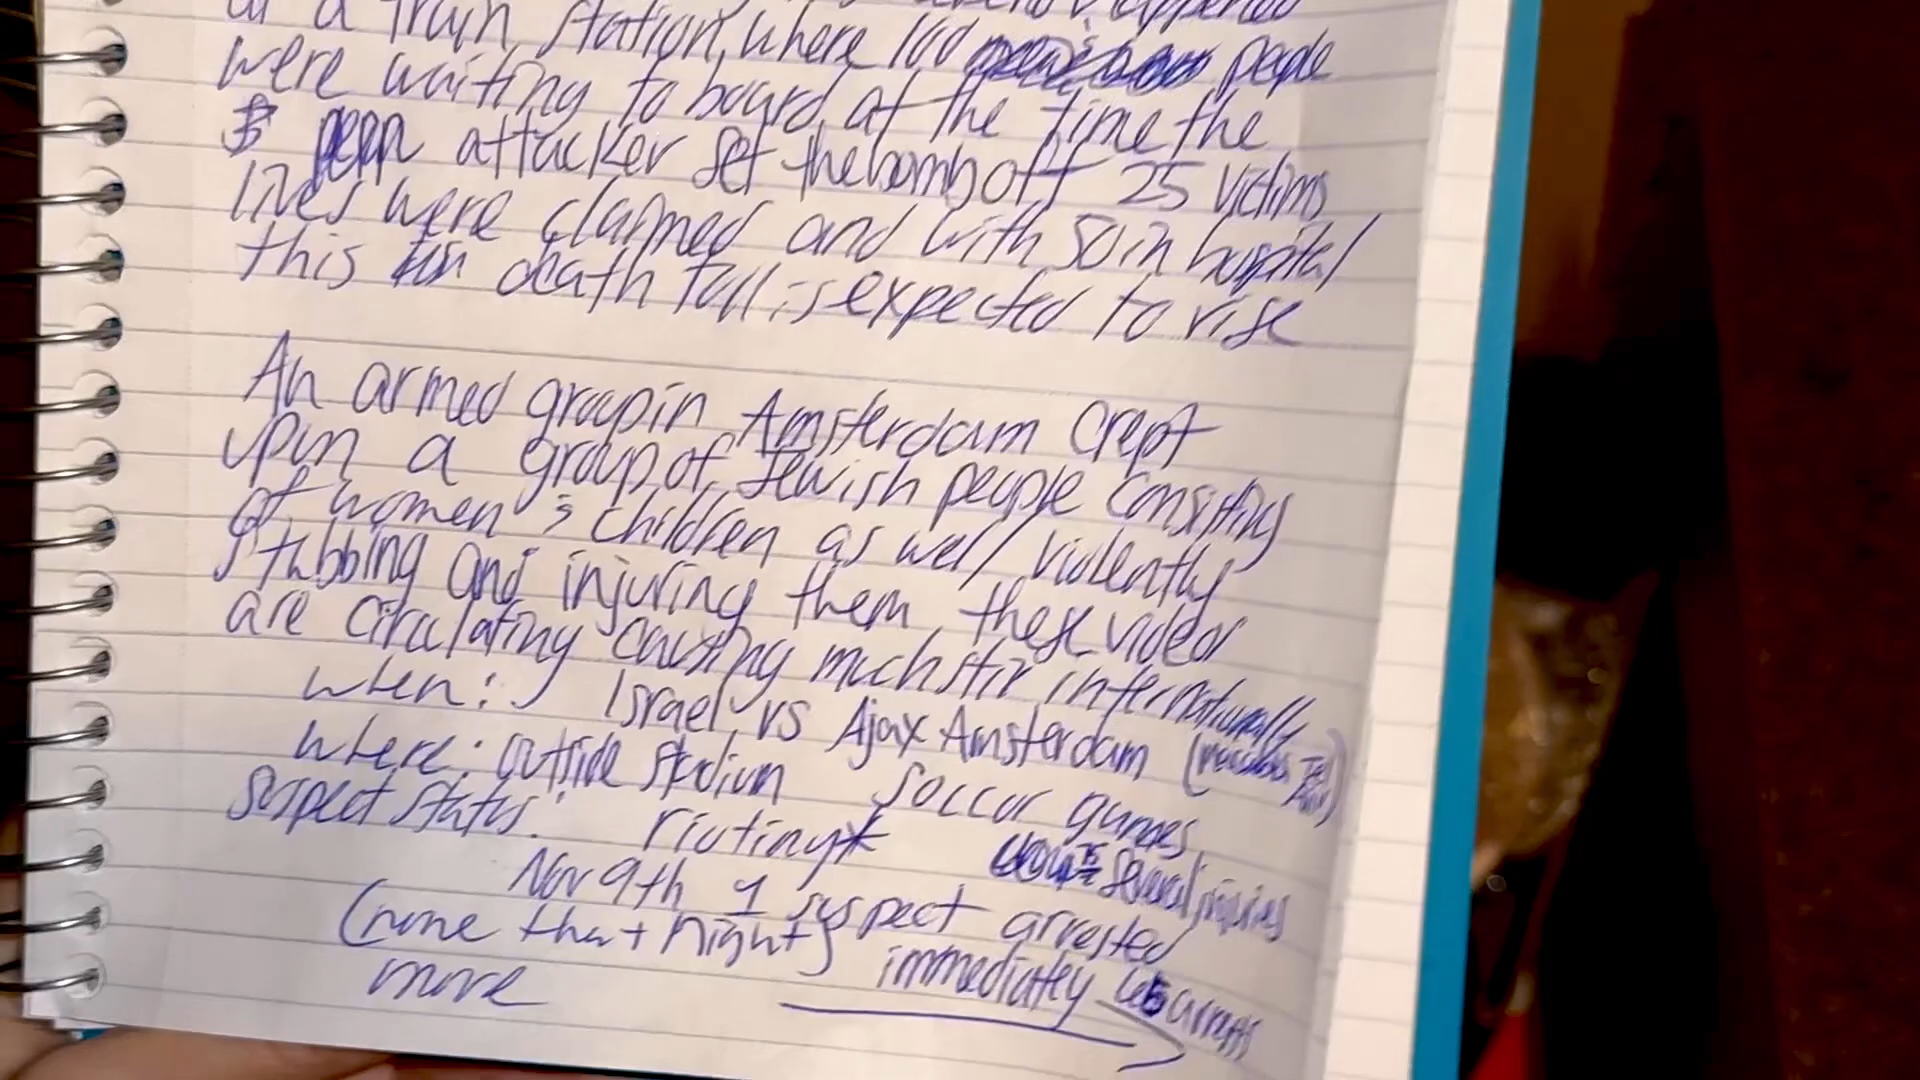 at a train station, where 100 people
were waiting to board, at the time the
attacker set the bomb off 25 victims
lives were claimed and with 50 in hospital
this death toll is expected to rise
An armed group in Amsterdam crept
upon a group of Jewish people consisting
of women & children as well violently
stabbing and injuring them, these videos
are circulating causing much stir internationally
when: Israel vs Ajax Amsterdam (
where: outside stadium soccor games
suspect status: rioting* several injuries
Nov 9th 1 suspect arrested
(none that night) immediately
more